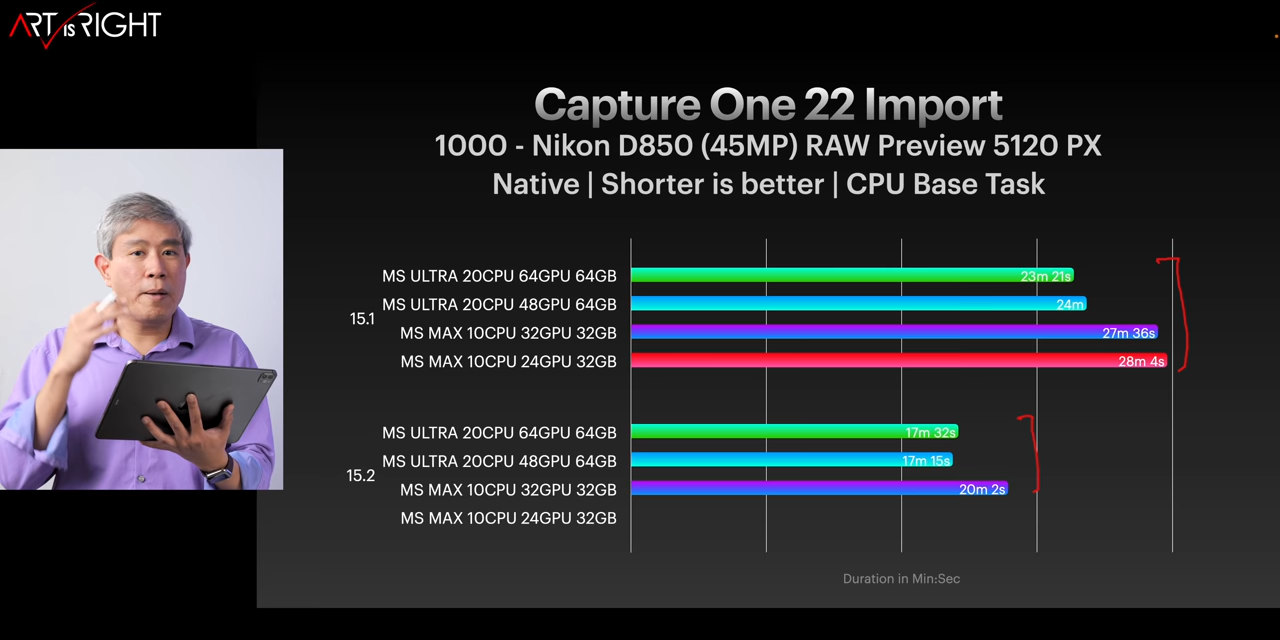 ART IS RIGHT
Capture One 22 Import
1000 - Nikon D850 (45MP) RAW Preview 5120 PX
Native | Shorter is better | CPU Base Task
15.1
MS ULTRA 20CPU 64GPU 64GB 23m 21s
MS ULTRA 20CPU 48GPU 64GB 24m
MS MAX 10CPU 32GPU 32GB 27m 36s
MS MAX 10CPU 24GPU 32GB 28m 4s
15.2
MS ULTRA 20CPU 64GPU 64GB 17m 32s
MS ULTRA 20CPU 48GPU 64GB 17m 15s
MS MAX 10CPU 32GPU 32GB 20m 2s
MS MAX 10CPU 24GPU 32GB
Duration in Min:Sec